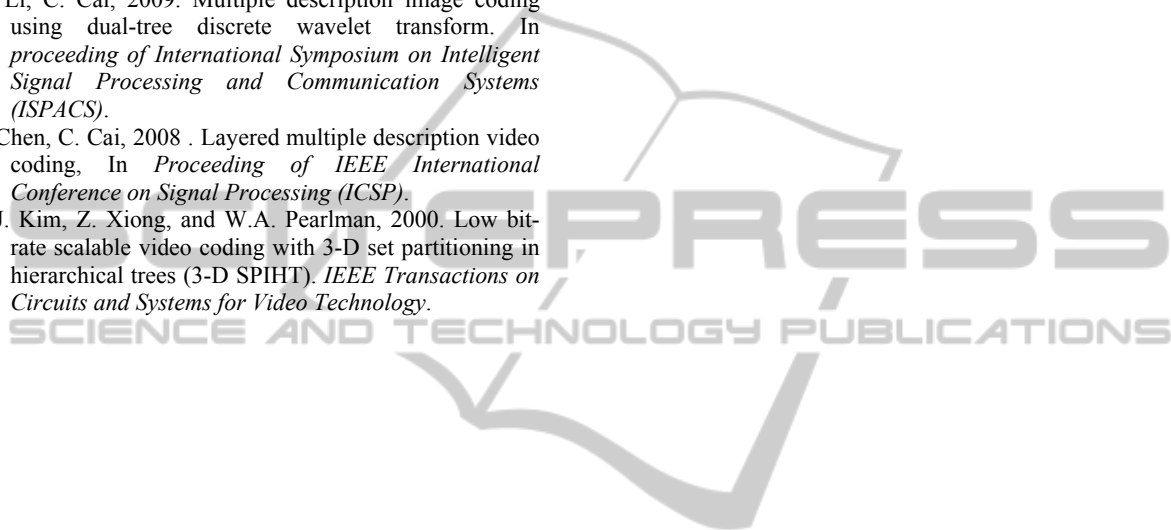 Li, C. Cai, 2009. Multiple description image coding
using dual-tree discrete wavelet transform. In
proceeding of International Symposium on Intelligent
Signal Processing and Communication Systems
(ISPACS).
Chen, C. Cai, 2008 . Layered multiple description video
coding, In Proceeding of IEEE International
Conference on Signal Processing (ICSP).
J. Kim, Z. Xiong, and W.A. Pearlman, 2000. Low bit-
rate scalable video coding with 3-D set partitioning in
hierarchical trees (3-D SPIHT). IEEE Transactions on
Circuits and Systems for Video Technology.
SCITEPRESS
SCIENCE AND TECHNOLOGY PUBLICATIONS